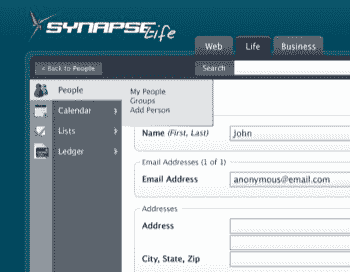 SYNAPSE Life
Web Life Business
« Back to People Search
People
Calendar
Lists
Ledger
My People
Groups
Add Person
Name (First, Last) John
Email Addresses (1 of 1)
Email Address anonymous@email.com
Addresses
Address
City, State, Zip